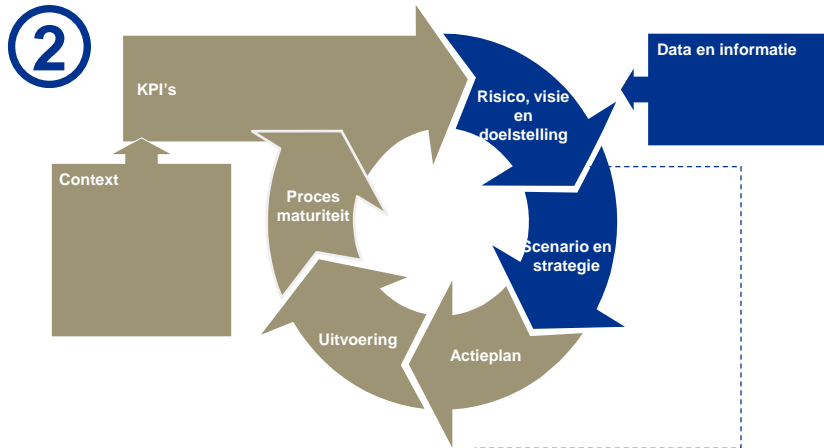 2
KPI's
Risico, visie
en
doelstelling
Data en informatie
Context
Proces
maturiteit
Scenario en
strategie
Uitvoering
Actieplan